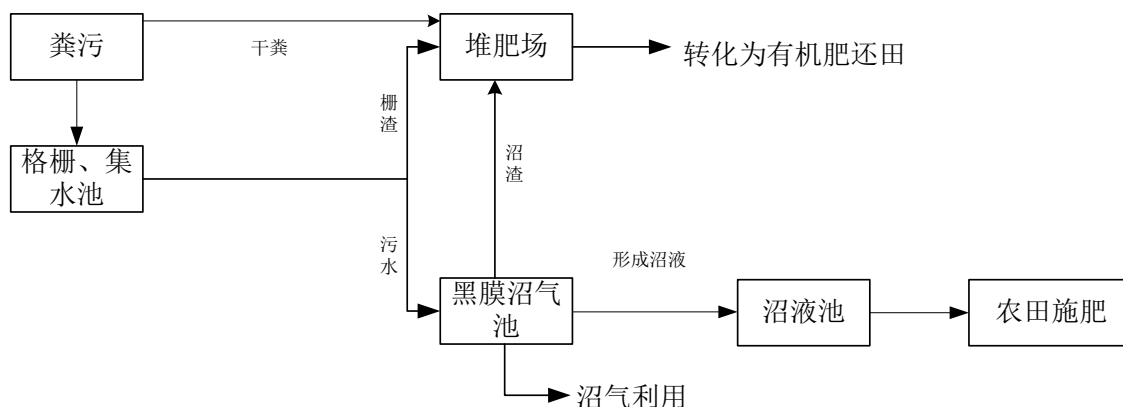 粪污
干粪
堆肥场
转化为有机肥还田
栅
渣
格栅、集
水池
沼
渣
污
水
形成沼液
黑膜沼气
池
沼液池
农田施肥
沼气利用